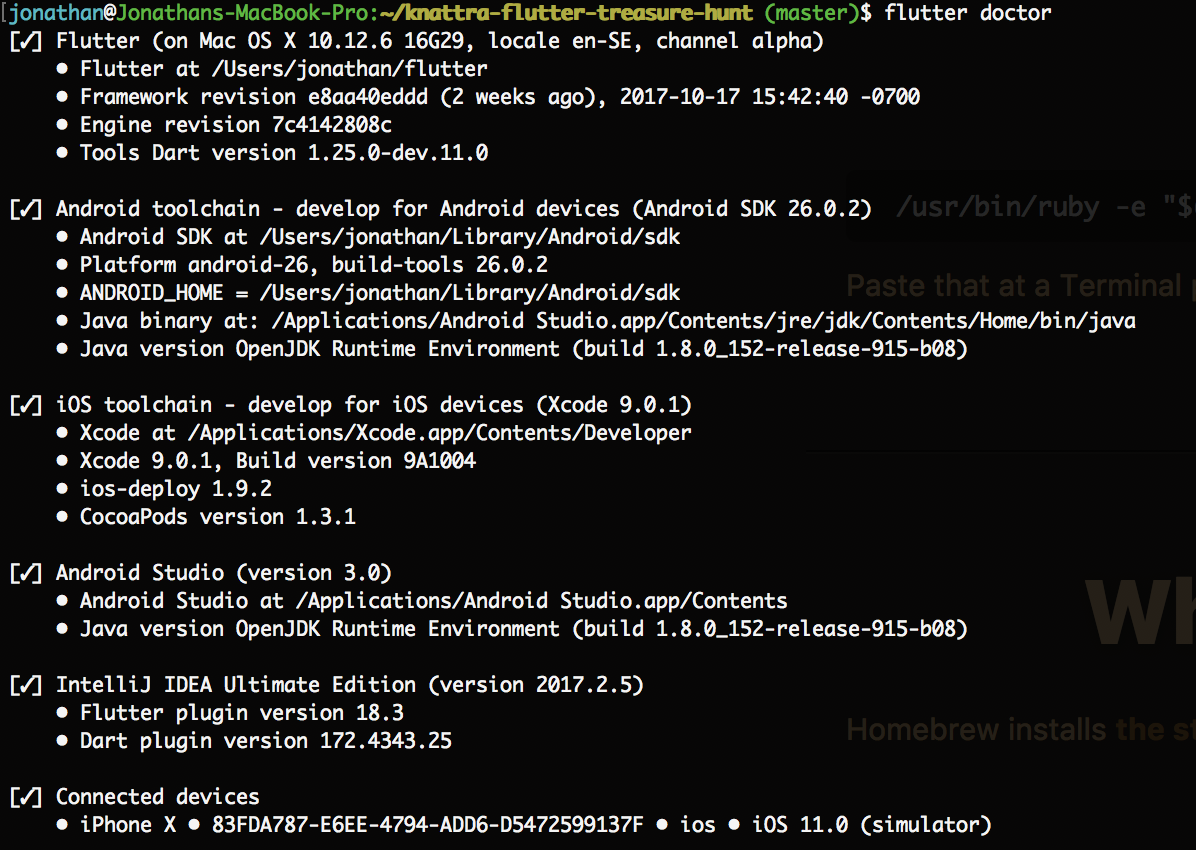 [jonathan@Jonathans-MacBook-Pro:~/knattra-flutter-treasure-hunt (master)$ flutter doctor
[✓] Flutter (on Mac OS X 10.12.6 16G29, locale en-SE, channel alpha)
• Flutter at /Users/jonathan/flutter
• Framework revision e8aa40eddd (2 weeks ago), 2017-10-17 15:42:40 -0700
• Engine revision 7c4142808c
• Tools Dart version 1.25.0-dev.11.0
[✓] Android toolchain - develop for Android devices (Android SDK 26.0.2)
/usr/bin/ruby -e "$
• Android SDK at /Users/jonathan/Library/Android/sdk
• Platform android-26, build-tools 26.0.2
Paste that at a Terminal
• ANDROID_HOME = /Users/jonathan/Library/Android/sdk
• Java binary at: /Applications/Android Studio.app/Contents/jre/jdk/Contents/Home/bin/java
• Java version OpenJDK Runtime Environment (build 1.8.0_152-release-915-b08)
[✓] iOS toolchain - develop for iOS devices (Xcode 9.0.1)
• Xcode at /Applications/Xcode.app/Contents/Developer
• Xcode 9.0.1, Build version 9A1004
• ios-deploy 1.9.2
• CocoaPods version 1.3.1
[✓] Android Studio (version 3.0)
• Android Studio at /Applications/Android Studio.app/Contents
• Java version OpenJDK Runtime Environment (build 1.8.0_152-release-915-b08)
Wh
[✓] IntelliJ IDEA Ultimate Edition (version 2017.2.5)
• Flutter plugin version 18.3
Homebrew installs the st
• Dart plugin version 172.4343.25
[✓] Connected devices
• iPhone X • 83FDA787-E6EE-4794-ADD6-D5472599137F • ios • iOS 11.0 (simulator)